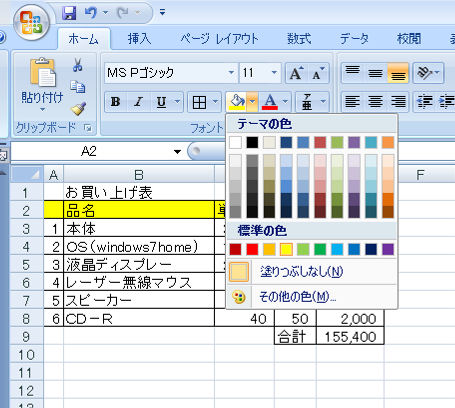 ホーム 挿入 ページ レイアウト 数式 データ 校閲
貼り付け
MS Pゴシック 11
B I U
クリップボード フォント
テーマの色
標準の色
塗りつぶしなし(N)
その他の色(M)...
A2
A B F
1 お買い上げ表
2 品名
3 1 本体
4 2 OS(windows7home)
5 3 液晶ディスプレー
6 4 レーザー無線マウス
7 5 スピーカー
8 6 CD－R 40 50 2,000
9 合計 155,400
10
11
12